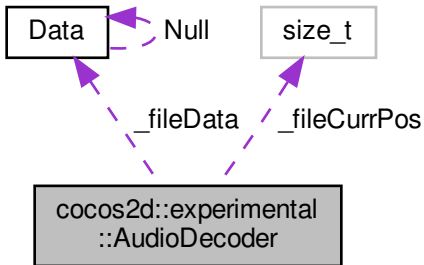 Data
Null
size_t
_fileData
_fileCurrPos
cocos2d::experimental
::AudioDecoder